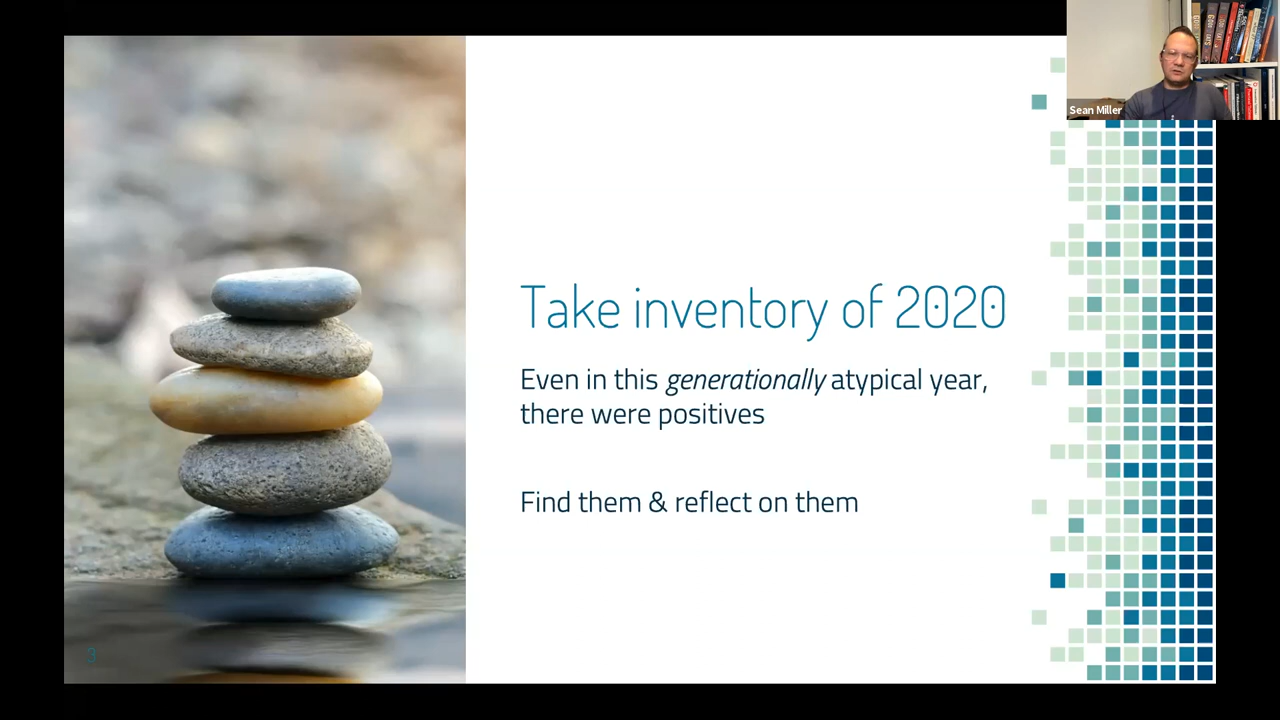 Sean Miller
Take inventory of 2020
Even in this generationally atypical year,
there were positives
Find them & reflect on them
3